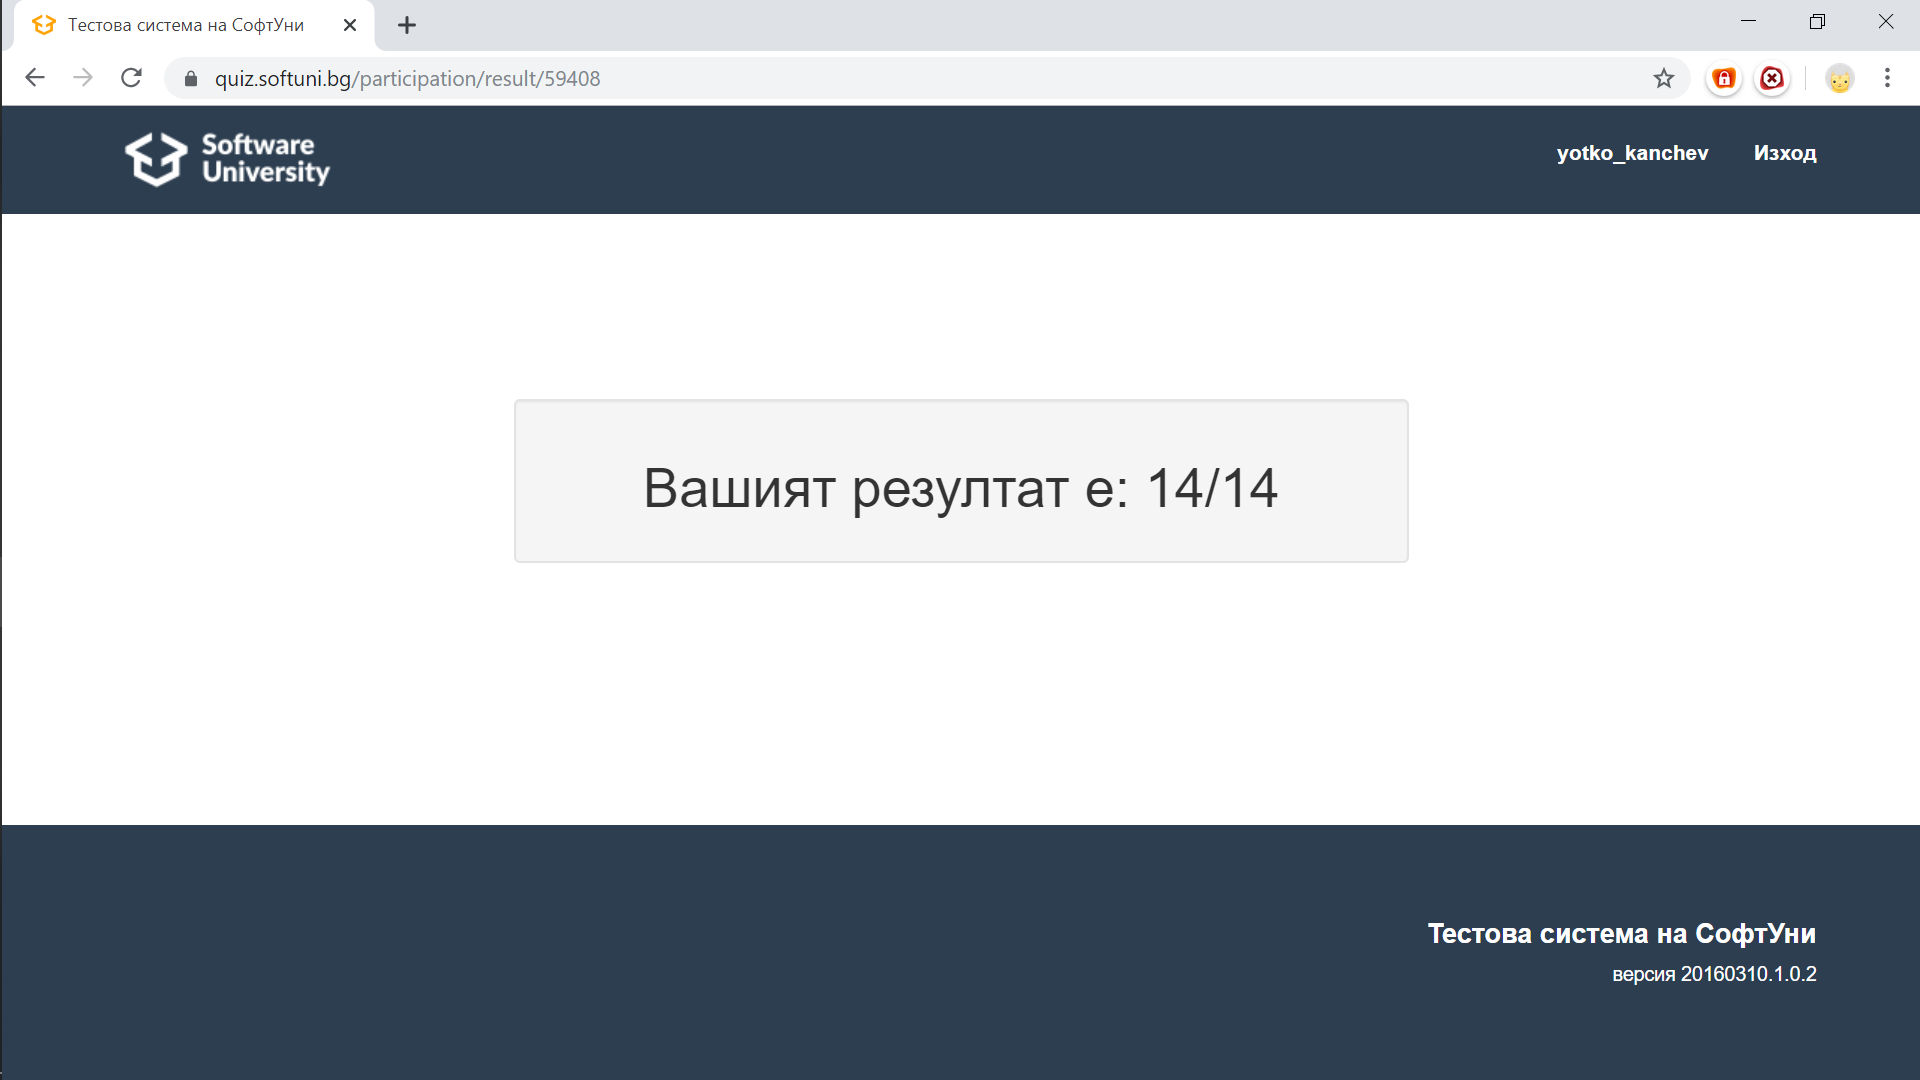 Тестова система на СофтУни
quiz.softuni.bg/participation/result/59408
Software
University
yotko_kanchev
Изход
Вашият резултат е: 14/14
Тестова система на СофтУни
версия 20160310.1.0.2